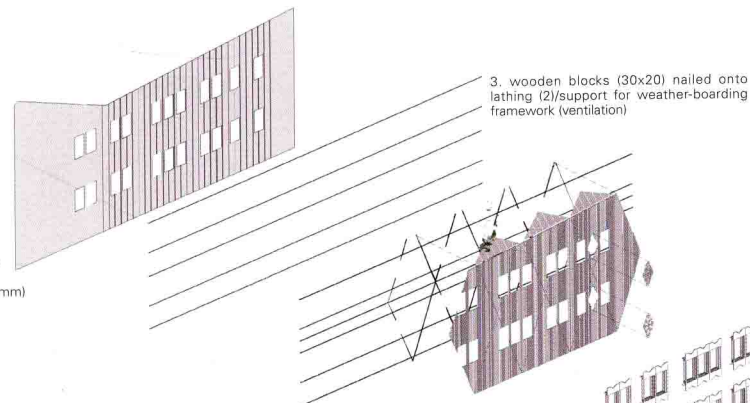 3. wooden blocks (30x20) nailed onto
lathing (2)/support for weather-boarding
framework (ventilation)
mm)